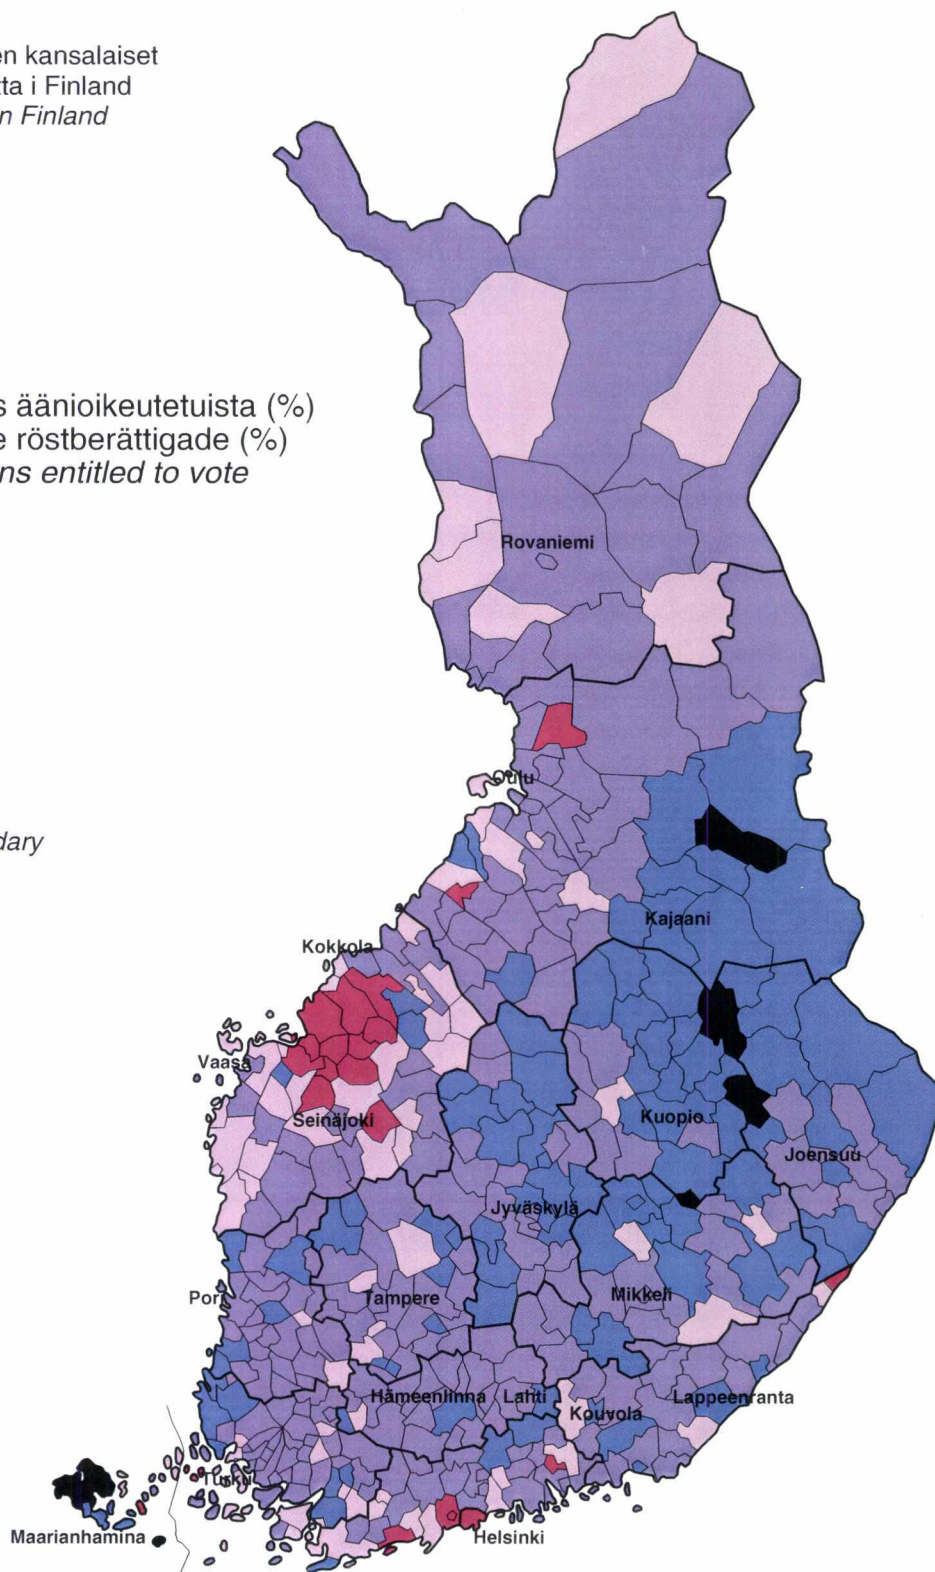 en kansalaiset
tta i Finland
n Finland
s äänioikeutetuista (%)
e röstberättigade (%)
ns entitled to vote
Rovaniemi
Oulu
dary
Kajaani
Kokkola
Vaasa
Seinäjoki
Kuopio
Joensuu
Jyväskylä
Pori
Tampere
Mikkeli
Hämeenlinna
Lahti
Kouvola
Lappeenranta
Turku
Maarianhamina
Helsinki